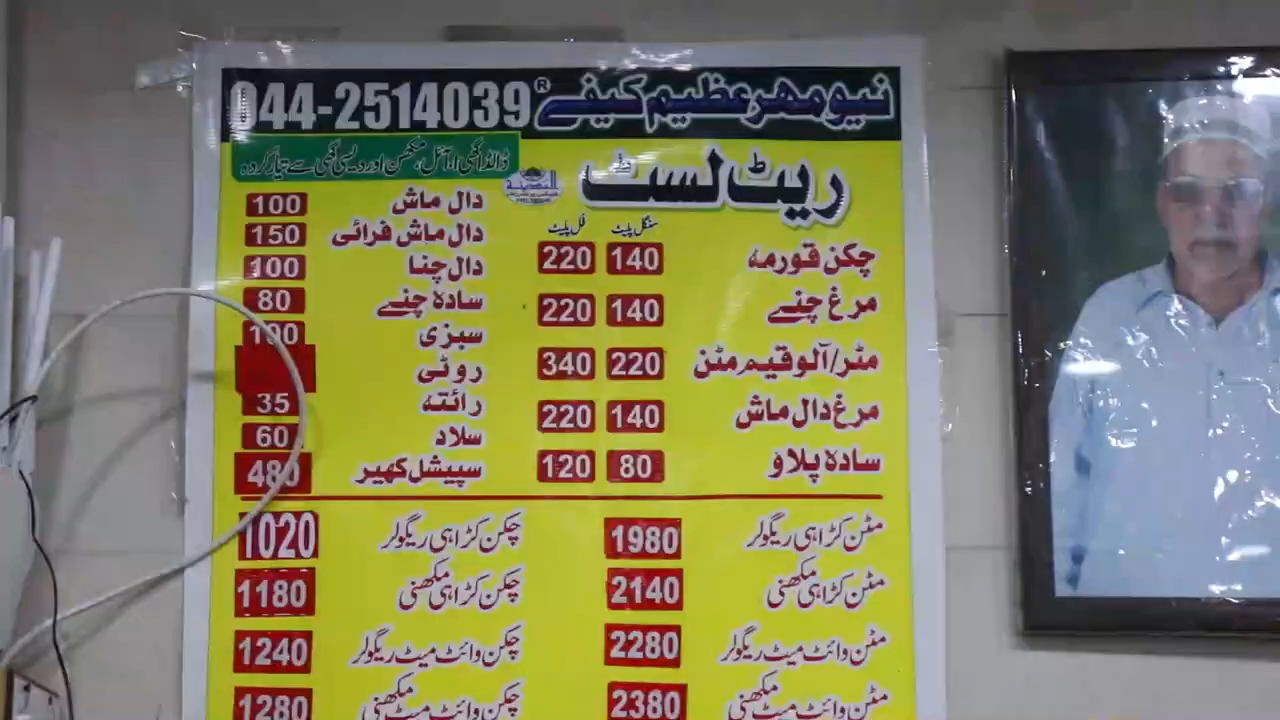 نیو مہر عظیم کیفے ® 044-2514039
ڈالڈا گھی، آئل، مکھن اور دیسی گھی سے تیار کردہ
ریٹ لسٹ
سنگل پلیٹ فل پلیٹ
چکن قورمہ 140 220
مرغ چنے 140 220
مٹر/آلو قیمہ مٹن 220 340
مرغ دال ماش 140 220
سادہ پلاو 80 120
دال ماش 100
دال ماش فرائی 150
دال چنا 100
سادہ چنے 80
سبزی
روٹی
رائتہ 35
سلاد 60
سپیشل کھیر 480
مٹن کڑاہی ریگولر 1980
مٹن کڑاہی مکھنی 2140
مٹن وائٹ میٹ ریگولر 2280
مٹن وائٹ میٹ مکھنی 2380
چکن کڑاہی ریگولر 1020
چکن کڑاہی مکھنی 1180
چکن وائٹ میٹ ریگولر 1240
چکن وائٹ میٹ مکھنی 1280